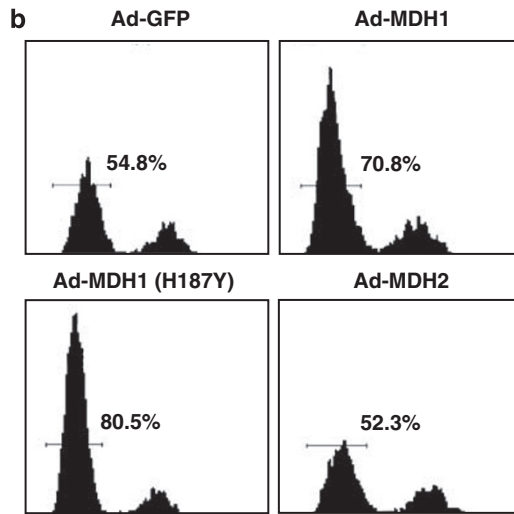 b
Ad-GFP
Ad-MDH1
54.8%
70.8%
Ad-MDH1 (H187Y)
Ad-MDH2
80.5%
52.3%